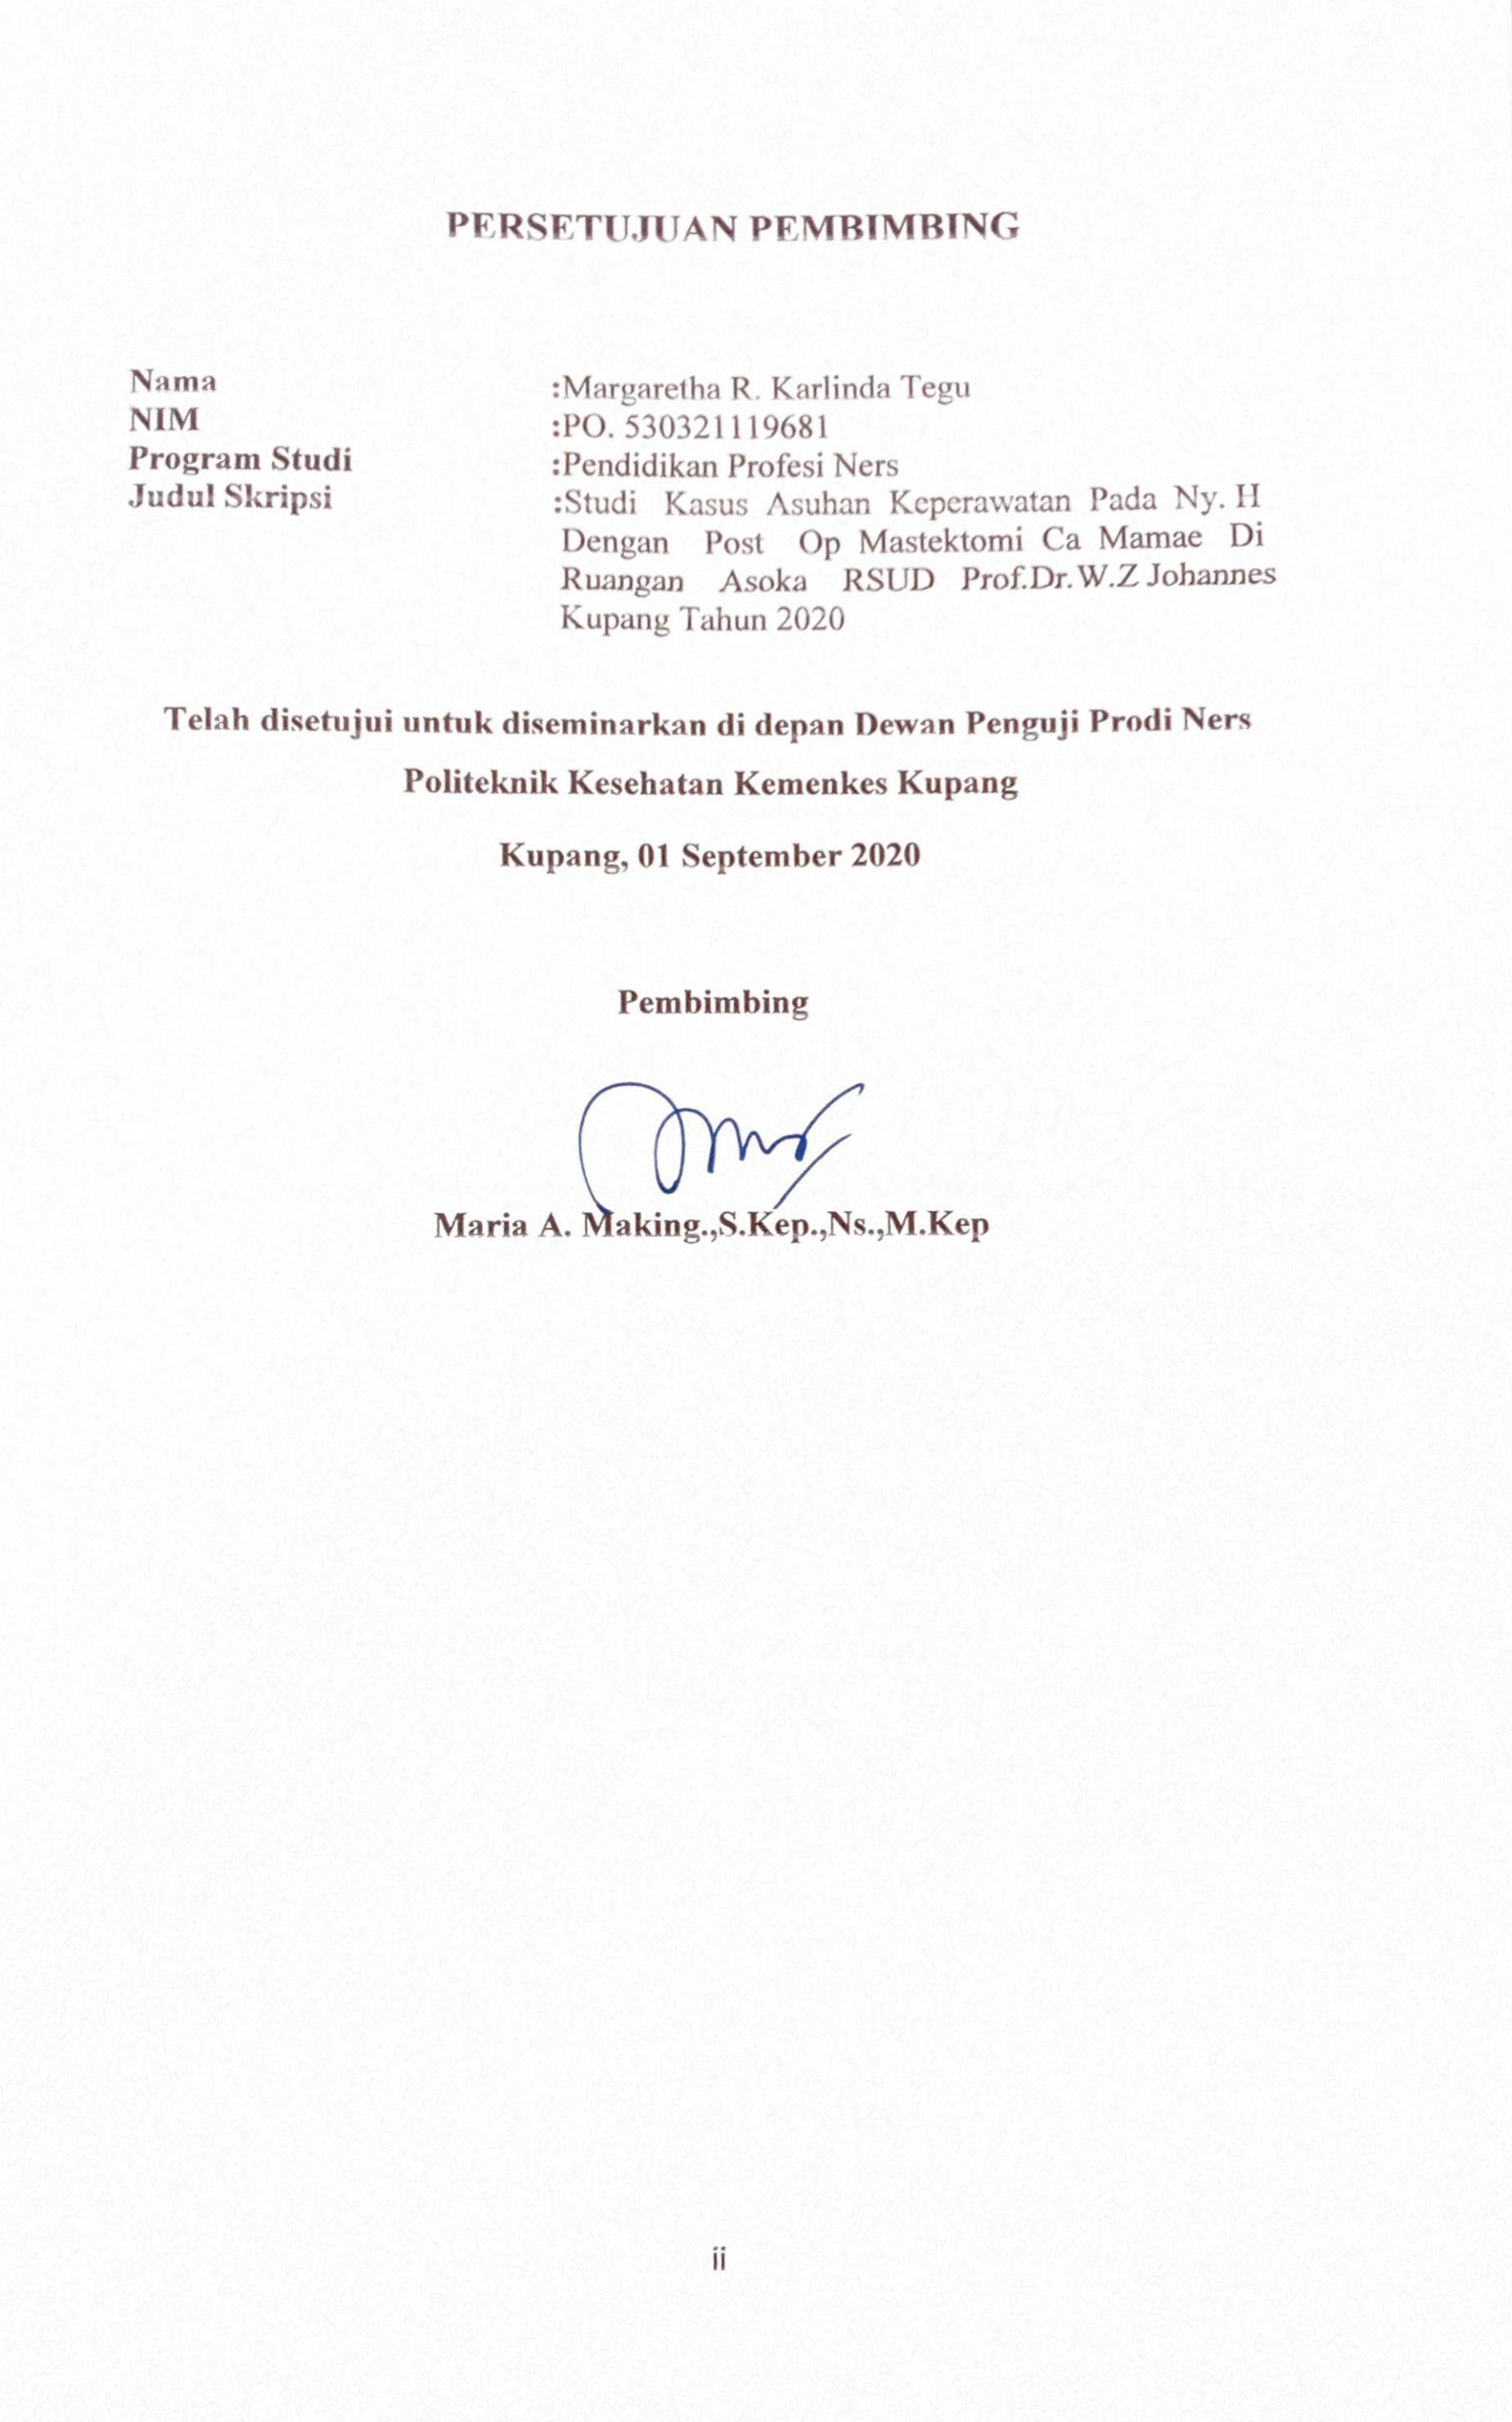 PERSETUJUAN PEMBIMBING
Nama :Margaretha R. Karlinda Tegu
NIM :PO. 530321119681
Program Studi :Pendidikan Profesi Ners
Judul Skripsi :Studi Kasus Asuhan Keperawatan Pada Ny. H
Dengan Post Op Mastektomi Ca Mamae Di
Ruangan Asoka RSUD Prof.Dr.W.Z Johannes
Kupang Tahun 2020
Telah disetujui untuk diseminarkan di depan Dewan Penguji Prodi Ners
Politeknik Kesehatan Kemenkes Kupang
Kupang, 01 September 2020
Pembimbing
Maria A. Making.,S.Kep.,Ns.,M.Kep
ii